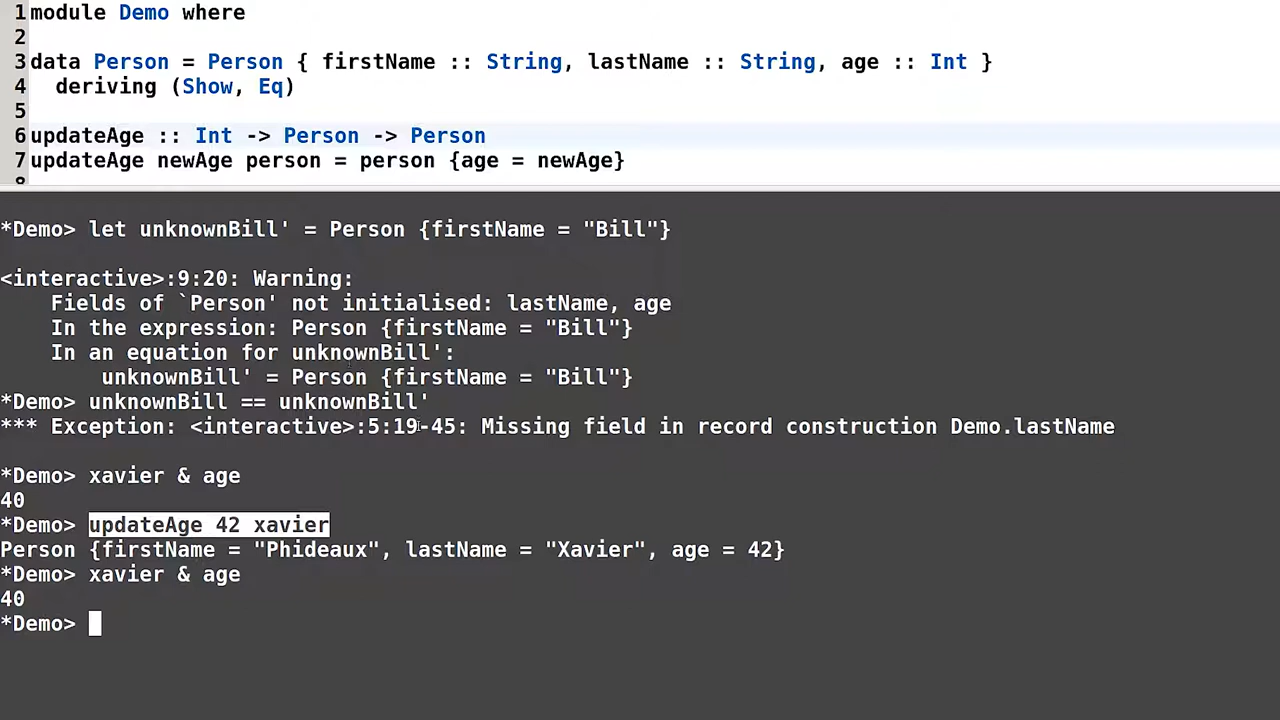 1 module Demo where
2
3 data Person = Person { firstName :: String, lastName :: String, age :: Int }
4   deriving (Show, Eq)
5
6 updateAge :: Int -> Person -> Person
7 updateAge newAge person = person {age = newAge}
8
*Demo> let unknownBill' = Person {firstName = "Bill"}
<interactive>:9:20: Warning:
    Fields of `Person' not initialised: lastName, age
    In the expression: Person {firstName = "Bill"}
    In an equation for unknownBill':
        unknownBill' = Person {firstName = "Bill"}
*Demo> unknownBill == unknownBill'
*** Exception: <interactive>:5:19-45: Missing field in record construction Demo.lastName
*Demo> xavier & age
40
*Demo> updateAge 42 xavier
Person {firstName = "Phideaux", lastName = "Xavier", age = 42}
*Demo> xavier & age
40
*Demo>